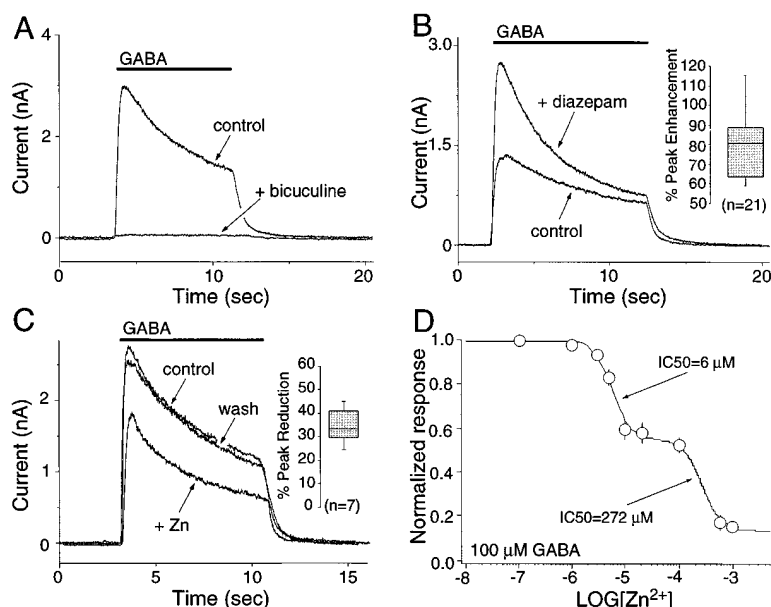 A
GABA
4
2
0
Current (nA)
control
+ bicuculine
0
10
20
Time (sec)
B
GABA
3.0
1.5
0.0
Current (nA)
+ diazepam
control
0
10
20
Time (sec)
120
110
100
90
80
70
60
50
% Peak Enhancement
(n=21)
C
GABA
2
1
0
Current (nA)
control
wash
+ Zn
0
5
10
15
Time (sec)
60
50
40
30
20
10
0
% Peak Reduction
(n=7)
D
1.0
0.8
0.6
0.4
0.2
0.0
Normalized response
IC50=6 µM
IC50=272 µM
100 µM GABA
-8
-7
-6
-5
-4
-3
LOG[Zn2+]